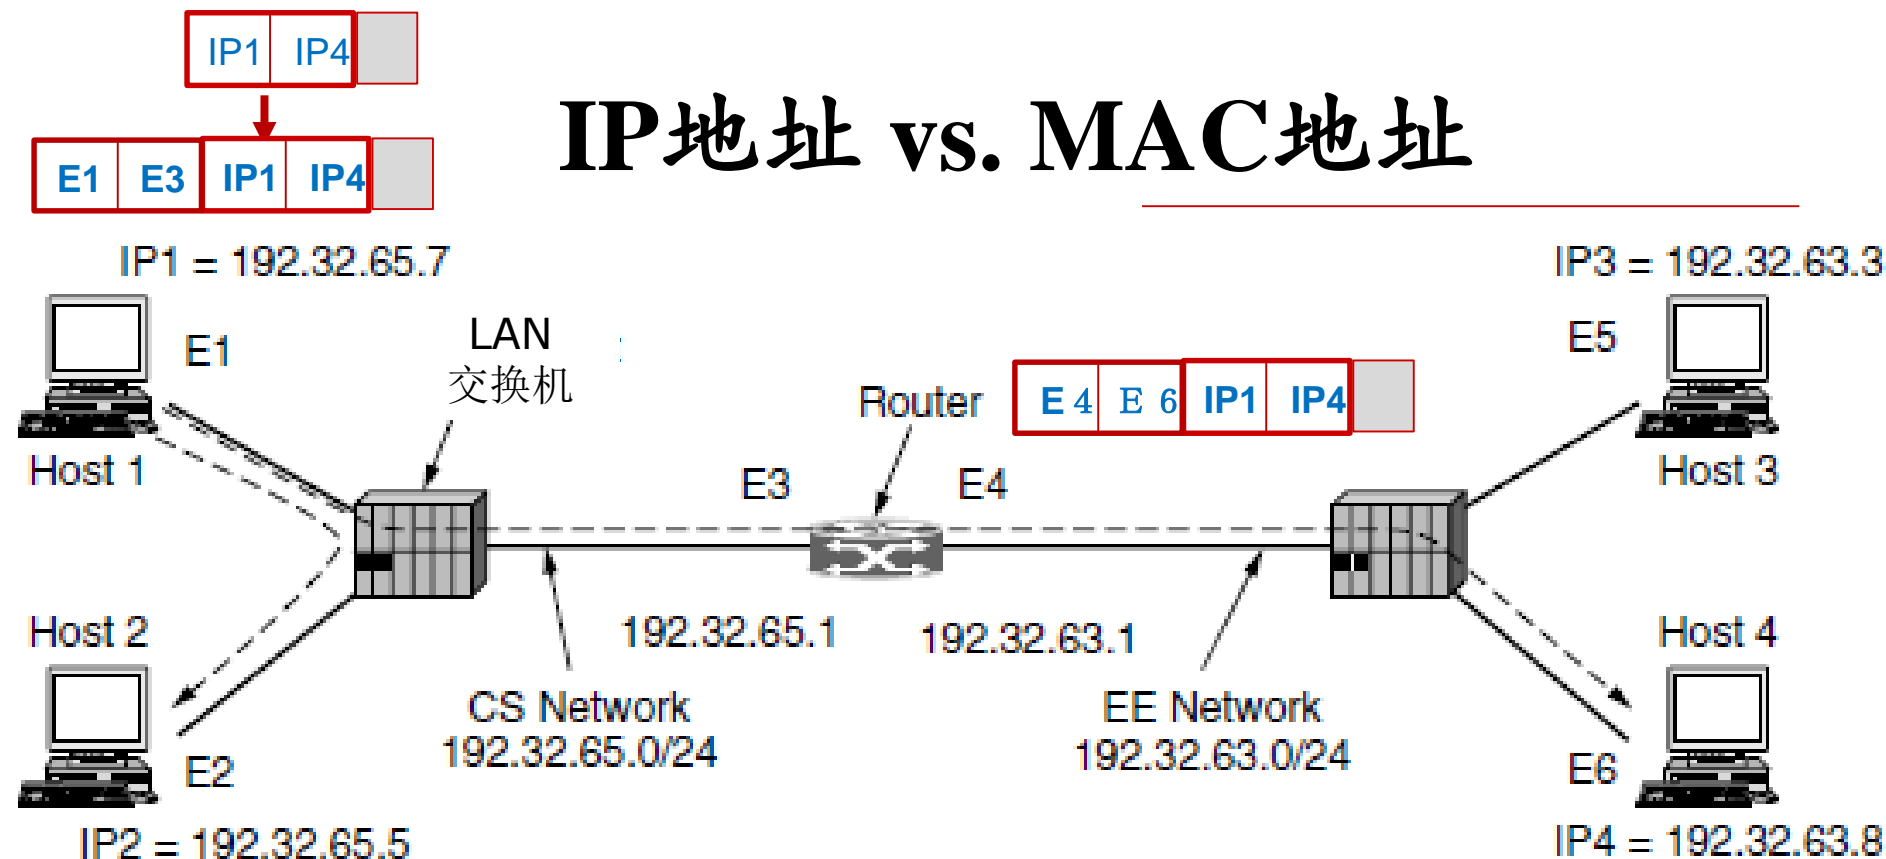 IP1 IP4
IP地址 vs. MAC地址
E1 E3 IP1 IP4
IP1 = 192.32.65.7
IP3 = 192.32.63.3
E1
LAN
交换机
E5
Router
E4 E6 IP1 IP4
Host 1
Host 3
E3
E4
Host 2
192.32.65.1
192.32.63.1
Host 4
CS Network
192.32.65.0/24
EE Network
192.32.63.0/24
E2
E6
IP2 = 192.32.65.5
IP4 = 192.32.63.8